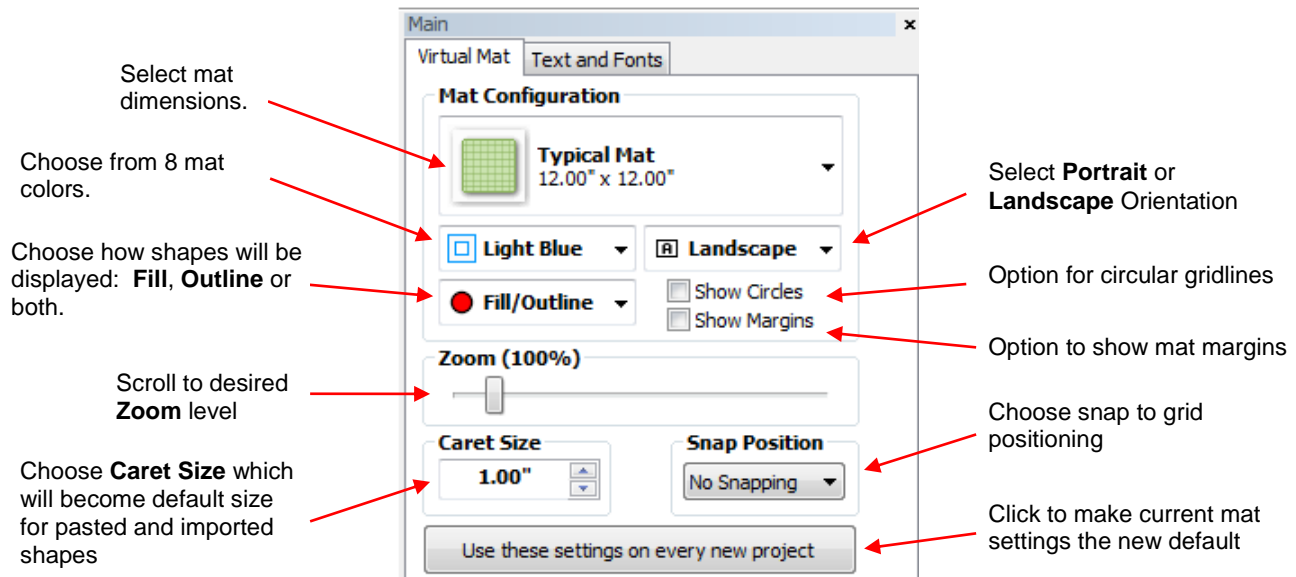 Main
Virtual Mat
Text and Fonts
Select mat
dimensions.
Mat Configuration
Typical Mat
12.00" x 12.00"
Choose from 8 mat
colors.
Select Portrait or
Landscape Orientation
Light Blue
A Landscape
Choose how shapes will be
displayed: Fill, Outline or
both.
Fill/Outline
Show Circles
Show Margins
Option for circular gridlines
Option to show mat margins
Zoom (100%)
Scroll to desired
Zoom level
Choose snap to grid
positioning
Caret Size
1.00"
Snap Position
No Snapping
Choose Caret Size which
will become default size
for pasted and imported
shapes
Use these settings on every new project
Click to make current mat
settings the new default